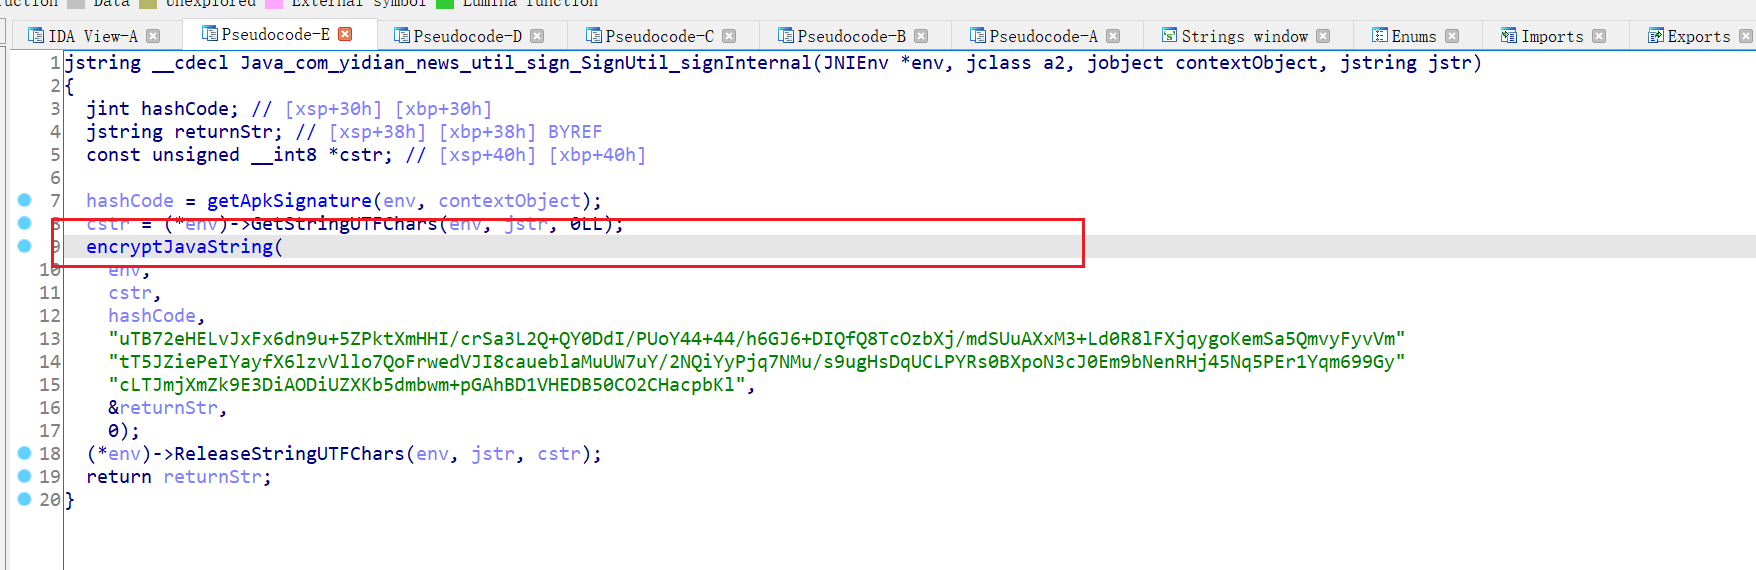 Data Unexplored External symbol Lumina function
IDA View-A Pseudocode-E Pseudocode-D Pseudocode-C Pseudocode-B Pseudocode-A Strings window Enums Imports Exports
1 jstring __cdecl Java_com_yidian_news_util_sign_SignUtil_signInternal(JNIEnv *env, jclass a2, jobject contextObject, jstring jstr)
2 {
3 jint hashCode; // [xsp+30h] [xbp+30h]
4 jstring returnStr; // [xsp+38h] [xbp+38h] BYREF
5 const unsigned __int8 *cstr; // [xsp+40h] [xbp+40h]
6
7 hashCode = getApkSignature(env, contextObject);
8 cstr = (*env)->GetStringUTFChars(env, jstr, 0LL);
9 encryptJavaString(
10 env,
11 cstr,
12 hashCode,
13 "uTB72eHELvJxFx6dn9u+5ZPktXmHHI/crSa3L2Q+QY0DdI/PUoY44+44/h6GJ6+DIQfQ8TcOzbXj/mdSUuAXxM3+Ld0R8lFXjqygoKemSa5QmvyFyvVm"
14 "tT5JZiePeIYayfX6lzvVllo7QoFrwedVJI8caueblaMuUW7uY/2NQiYyPjq7NMu/s9ugHsDqUCLPYRs0BXpoN3cJ0Em9bNenRHj45Nq5PEr1Yqm699Gy"
15 "cLTJmjXmZk9E3DiAODiUZXKb5dmbwm+pGAhBD1VHEDB50CO2CHacpbKl",
16 &returnStr,
17 0);
18 (*env)->ReleaseStringUTFChars(env, jstr, cstr);
19 return returnStr;
20 }